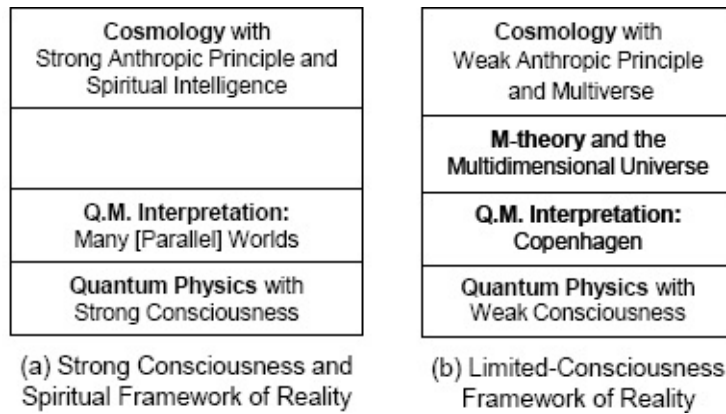 Cosmology with
Strong Anthropic Principle and
Spiritual Intelligence
Q.M. Interpretation:
Many [Parallel] Worlds
Quantum Physics with
Strong Consciousness
(a) Strong Consciousness and
Spiritual Framework of Reality
Cosmology with
Weak Anthropic Principle
and Multiverse
M-theory and the
Multidimensional Universe
Q.M. Interpretation:
Copenhagen
Quantum Physics with
Weak Consciousness
(b) Limited-Consciousness
Framework of Reality